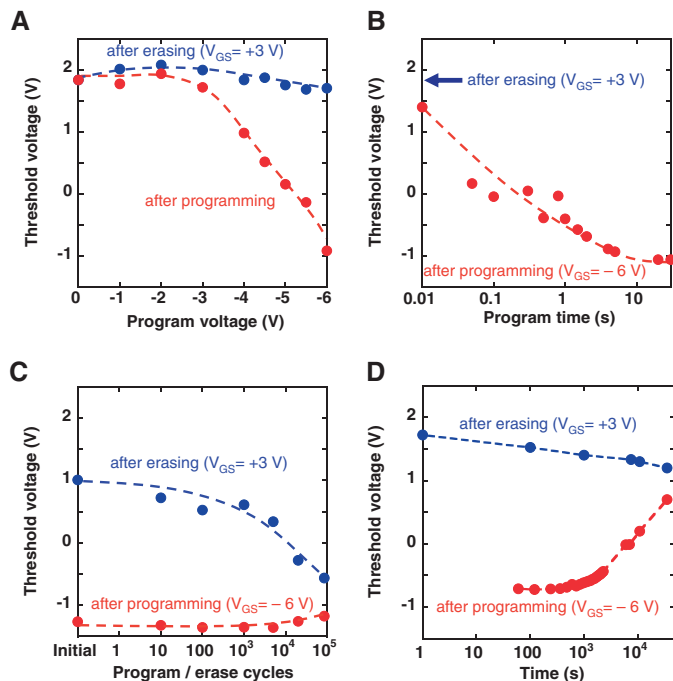 A
after erasing (VGS= +3 V)
after programming
Threshold voltage (V)
2
1
0
-1
0 -1 -2 -3 -4 -5 -6
Program voltage (V)
B
after erasing (VGS= +3 V)
after programming (VGS= – 6 V)
Threshold voltage (V)
2
1
0
-1
0.01 0.1 1 10
Program time (s)
C
after erasing (VGS= +3 V)
after programming (VGS= – 6 V)
Threshold voltage (V)
2
1
0
-1
Initial 1 10 100 10³ 10⁴ 10⁵
Program / erase cycles
D
after erasing (VGS= +3 V)
after programming (VGS= – 6 V)
Threshold voltage (V)
2
1
0
-1
1 10 100 10³ 10⁴
Time (s)